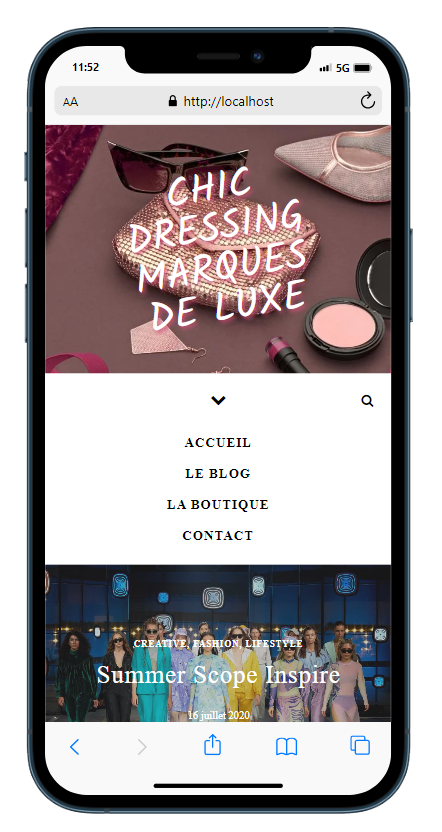 11:52
5G
AA
http://localhost
CHIC
DRESSING
MARQUES
DE LUXE
ACCUEIL
LE BLOG
LA BOUTIQUE
CONTACT
CREATIVE, FASHION, LIFESTYLE
Summer Scope Inspire
16 juillet 2020